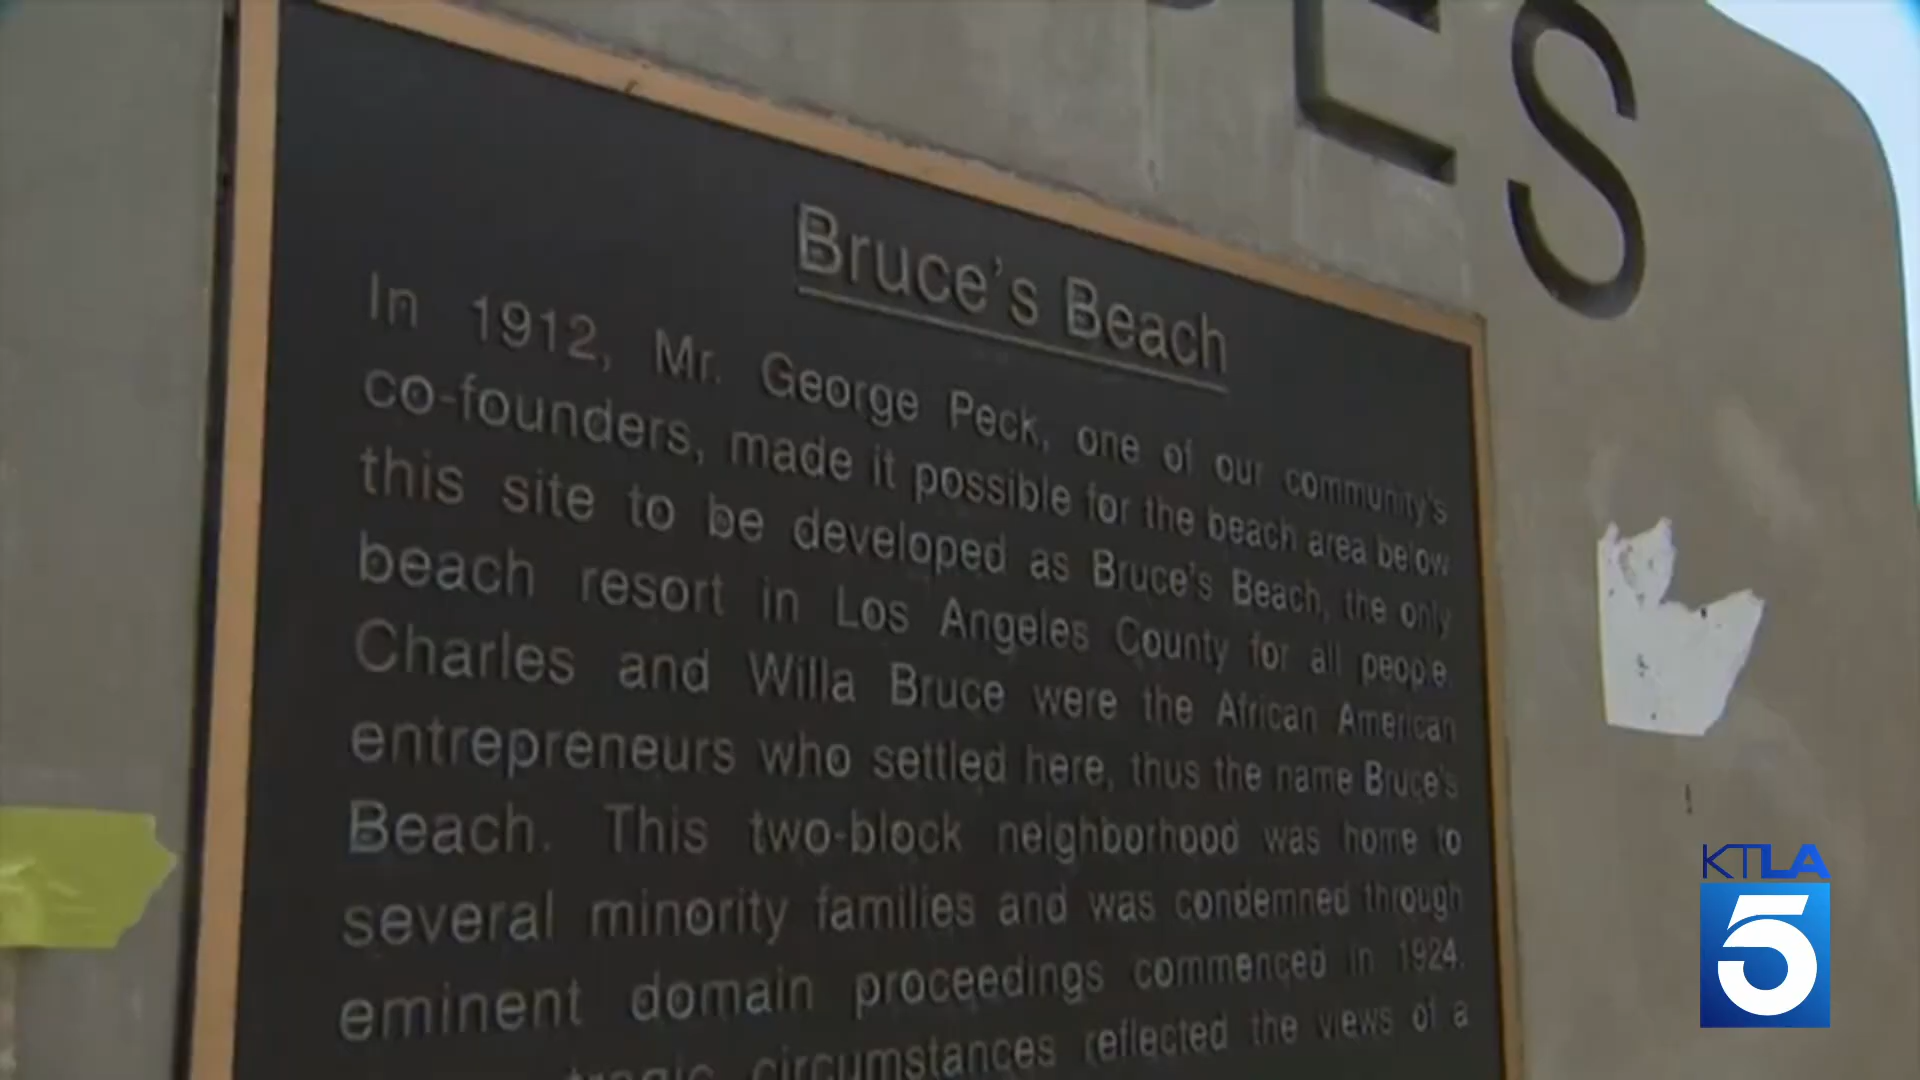 ES
Bruce's Beach
In 1912, Mr. George Peck, one of our community's
co-founders, made it possible for the beach area below
this site to be developed as Bruce's Beach, the only
beach resort in Los Angeles County for all people.
Charles and Willa Bruce were the African American
entrepreneurs who settled here, thus the name Bruce's
Beach. This two-block neighborhood was home to
several minority families and was condemned through
eminent domain proceedings commenced in 1924.
tragic circumstances reflected the views of a
KTLA
5